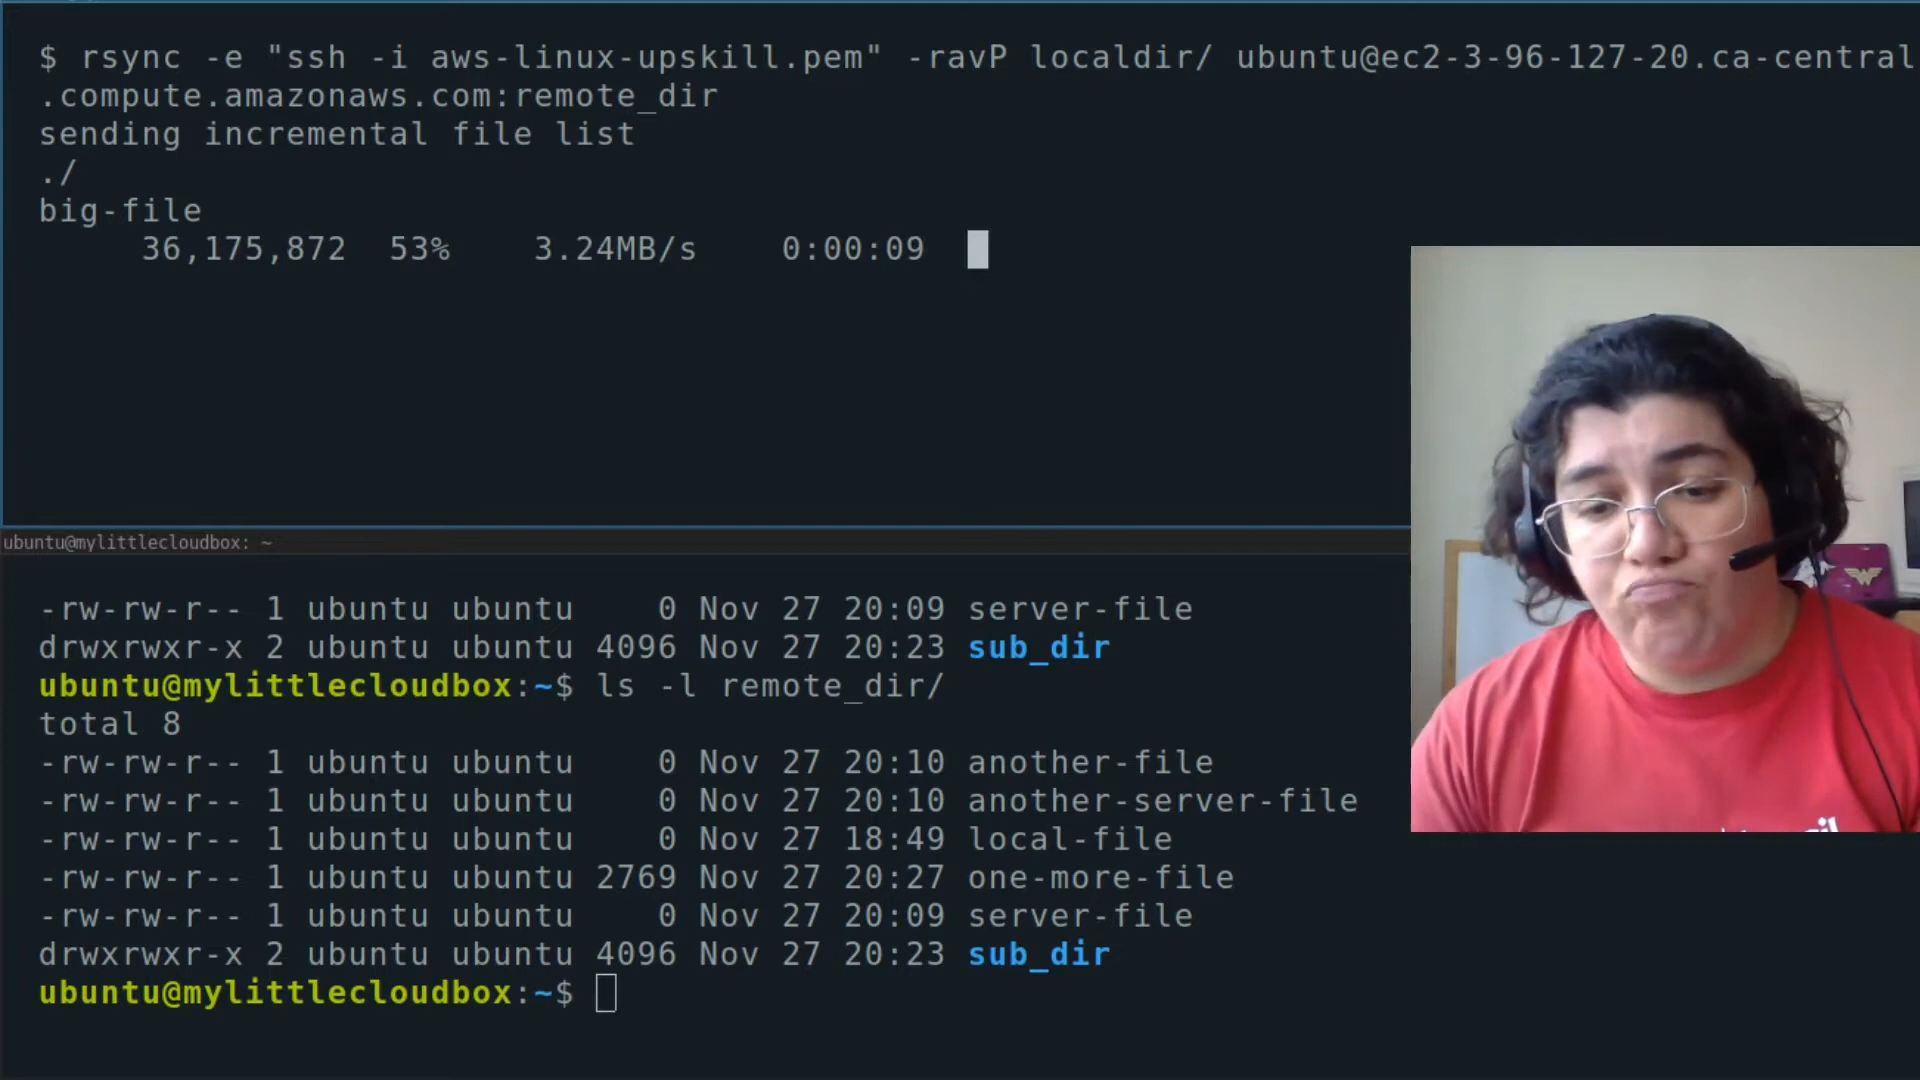 $ rsync -e "ssh -i aws-linux-upskill.pem" -ravP localdir/ ubuntu@ec2-3-96-127-20.ca-central
.compute.amazonaws.com:remote_dir
sending incremental file list
./
big-file
36,175,872 53% 3.24MB/s 0:00:09
ubuntu@mylittlecloudbox: ~
-rw-rw-r-- 1 ubuntu ubuntu 0 Nov 27 20:09 server-file
drwxrwxr-x 2 ubuntu ubuntu 4096 Nov 27 20:23 sub_dir
ubuntu@mylittlecloudbox:~$ ls -l remote_dir/
total 8
-rw-rw-r-- 1 ubuntu ubuntu 0 Nov 27 20:10 another-file
-rw-rw-r-- 1 ubuntu ubuntu 0 Nov 27 20:10 another-server-file
-rw-rw-r-- 1 ubuntu ubuntu 0 Nov 27 18:49 local-file
-rw-rw-r-- 1 ubuntu ubuntu 2769 Nov 27 20:27 one-more-file
-rw-rw-r-- 1 ubuntu ubuntu 0 Nov 27 20:09 server-file
drwxrwxr-x 2 ubuntu ubuntu 4096 Nov 27 20:23 sub_dir
ubuntu@mylittlecloudbox:~$